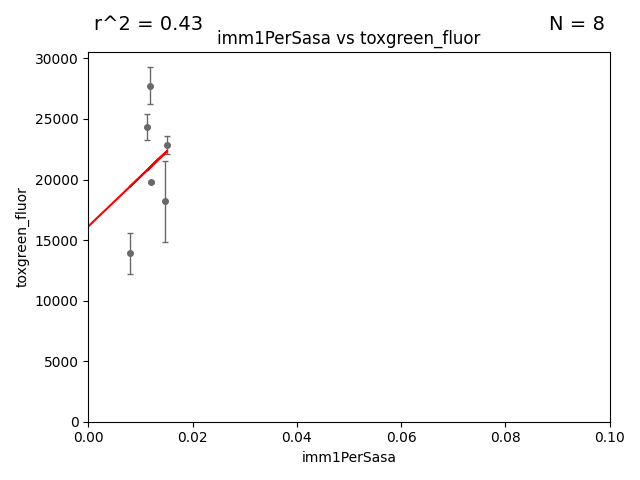 r^2 = 0.43
N = 8
imm1PerSasa vs toxgreen_fluor
30000
25000
20000
15000
10000
5000
0
toxgreen_fluor
0.00
0.02
0.04
0.06
0.08
0.10
imm1PerSasa